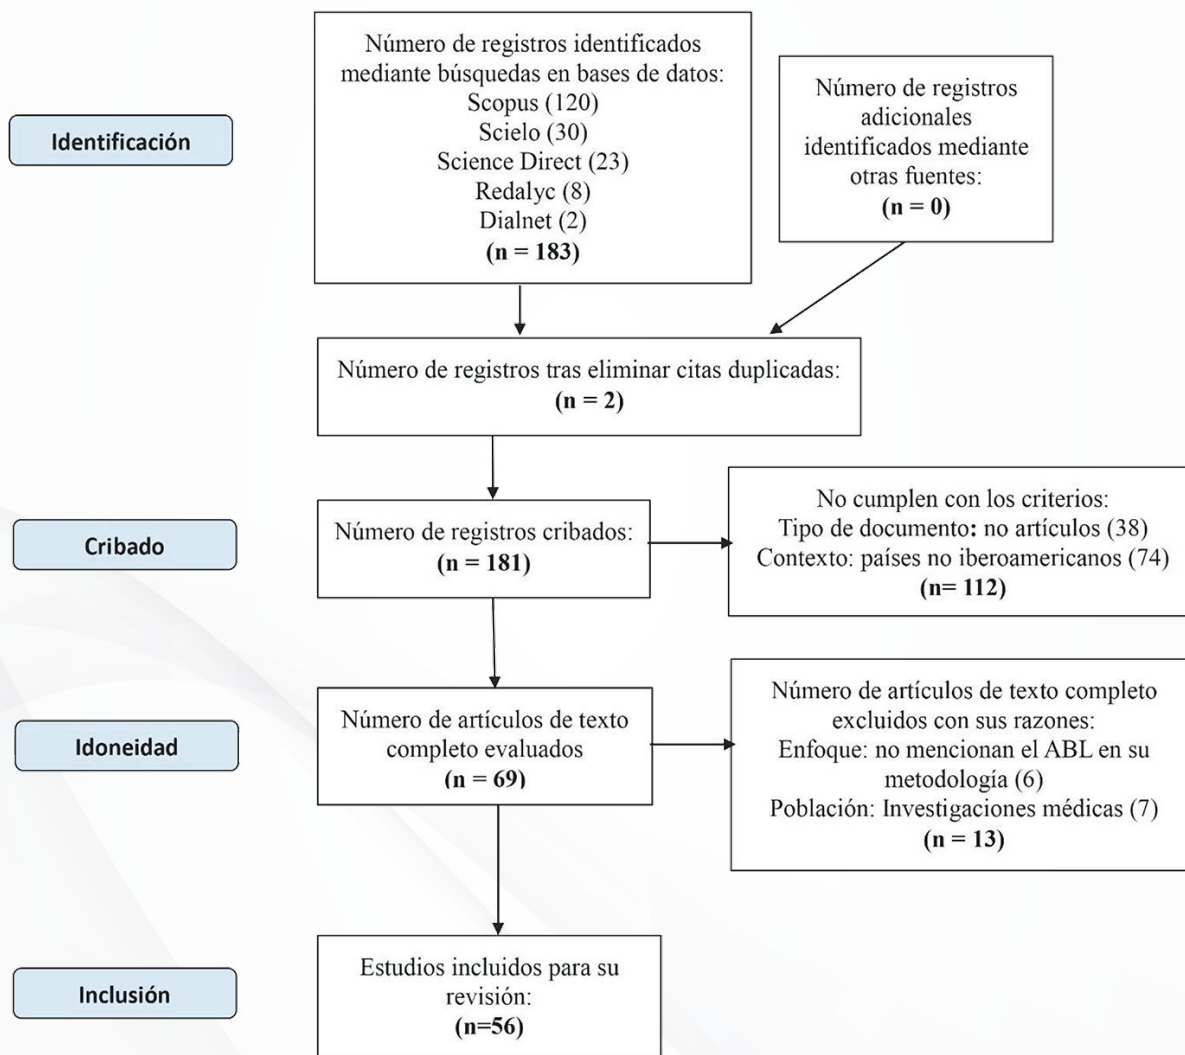 Identificación
Número de registros identificados
mediante búsquedas en bases de datos:
Scopus (120)
Scielo (30)
Science Direct (23)
Redalyc (8)
Dialnet (2)
(n = 183)
Número de registros
adicionales
identificados mediante
otras fuentes:
(n = 0)
Número de registros tras eliminar citas duplicadas:
(n = 2)
Cribado
Número de registros cribados:
(n = 181)
No cumplen con los criterios:
Tipo de documento: no artículos (38)
Contexto: países no iberoamericanos (74)
(n= 112)
Idoneidad
Número de artículos de texto
completo evaluados
(n = 69)
Número de artículos de texto completo
excluidos con sus razones:
Enfoque: no mencionan el ABL en su
metodología (6)
Población: Investigaciones médicas (7)
(n = 13)
Inclusión
Estudios incluidos para su
revisión:
(n=56)